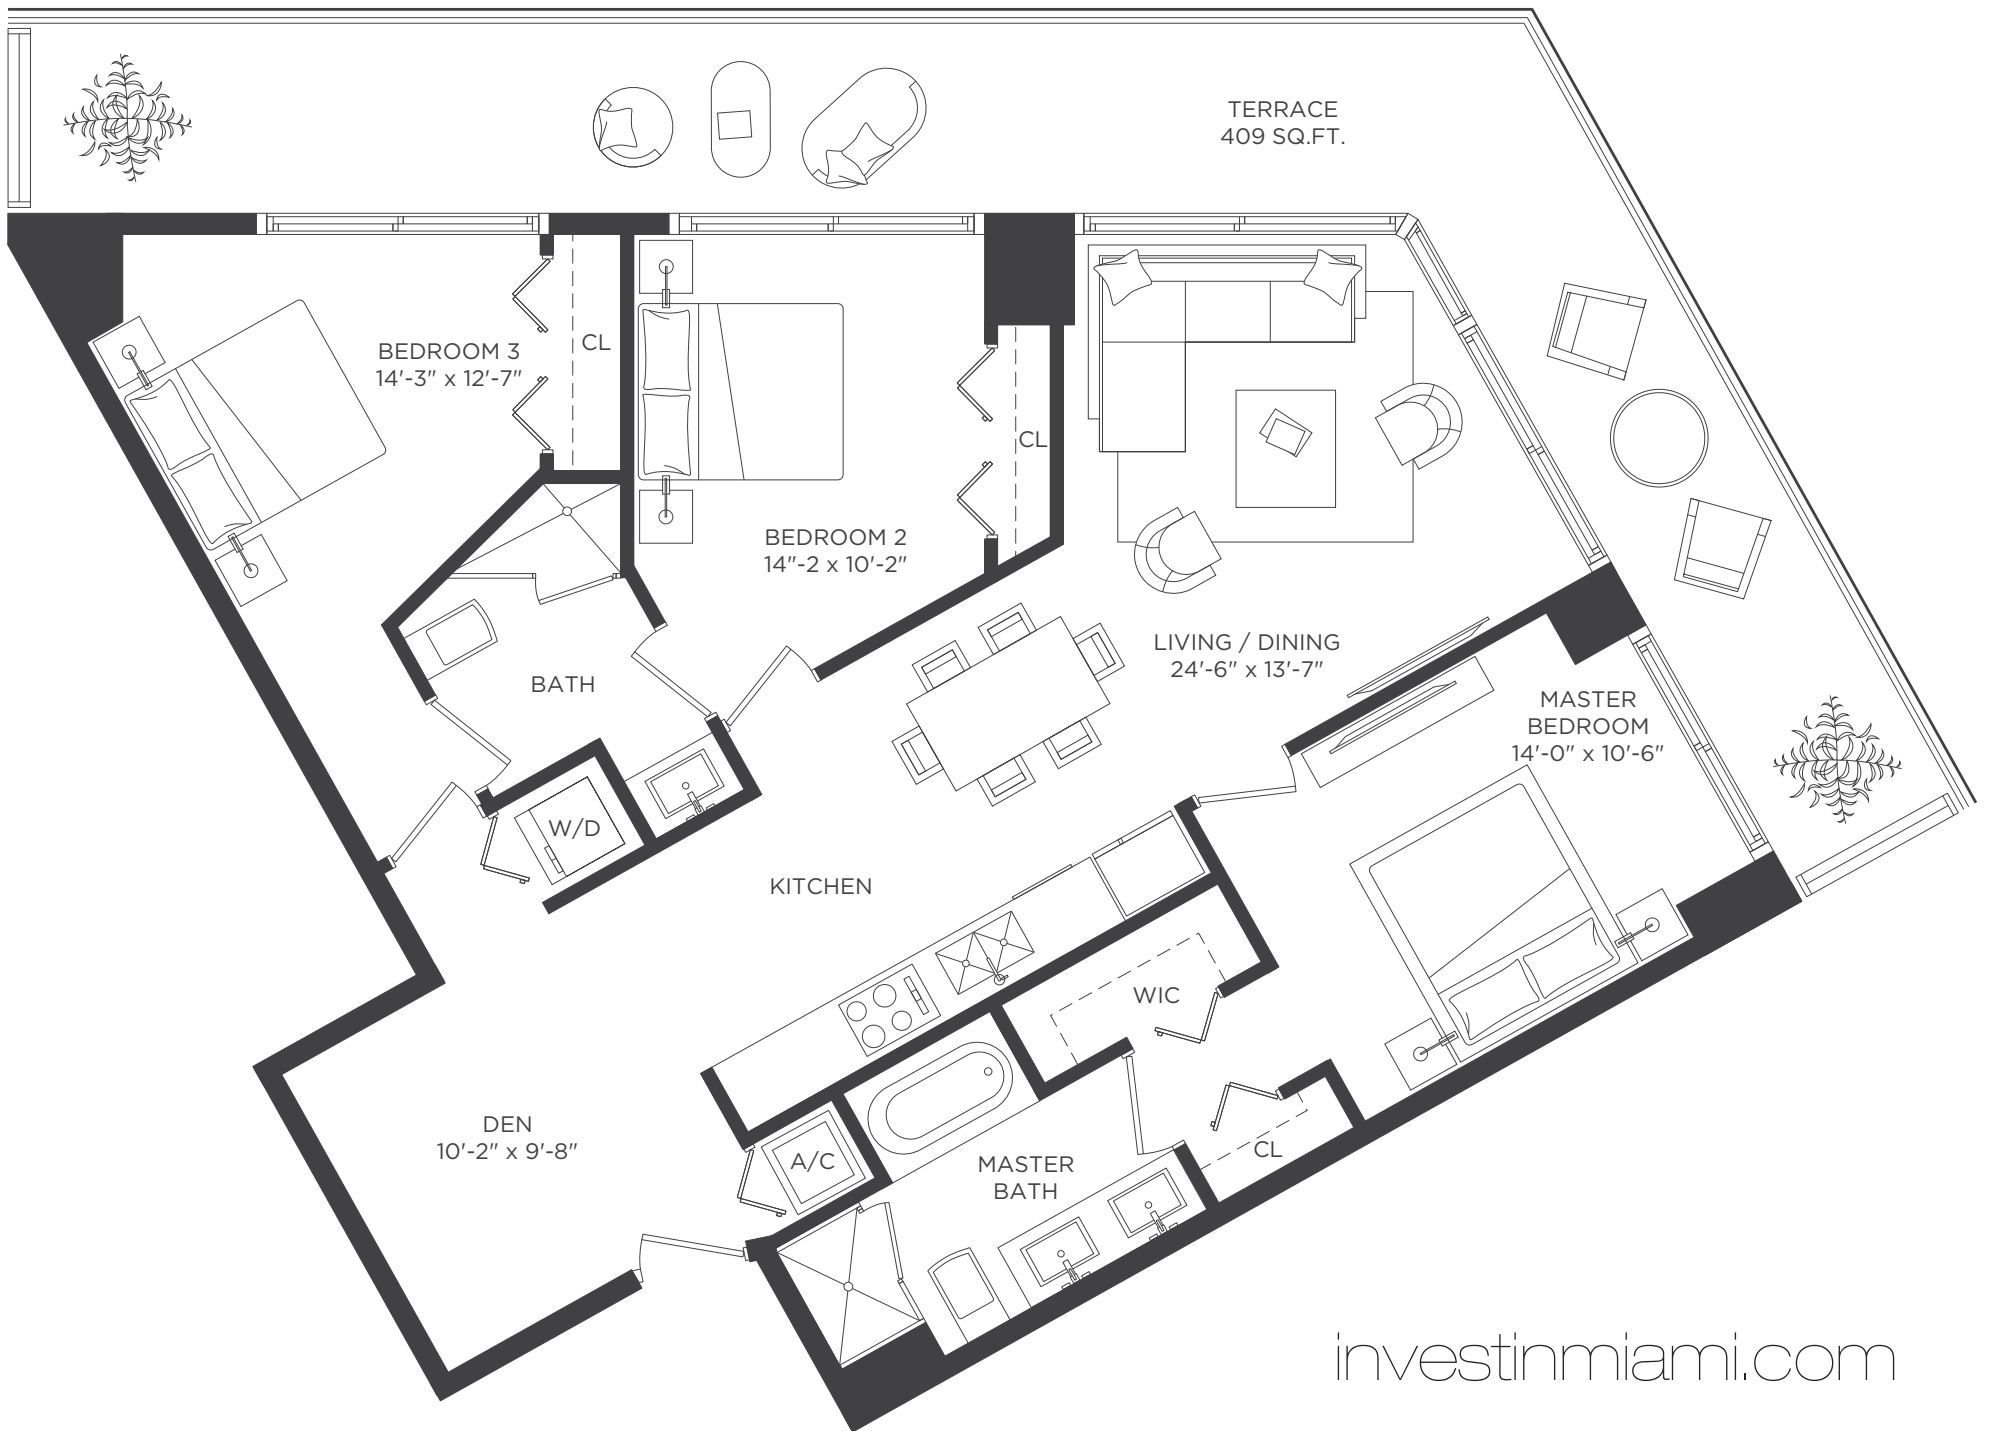 TERRACE
409 SQ.FT.
BEDROOM 3
14'-3" x 12'-7"
CL
CL
BEDROOM 2
14"-2 x 10'-2"
LIVING / DINING
24'-6" x 13'-7"
BATH
MASTER
BEDROOM
14'-0" x 10'-6"
W/D
KITCHEN
WIC
DEN
10'-2" x 9'-8"
A/C
MASTER
BATH
CL
investinmiami.com